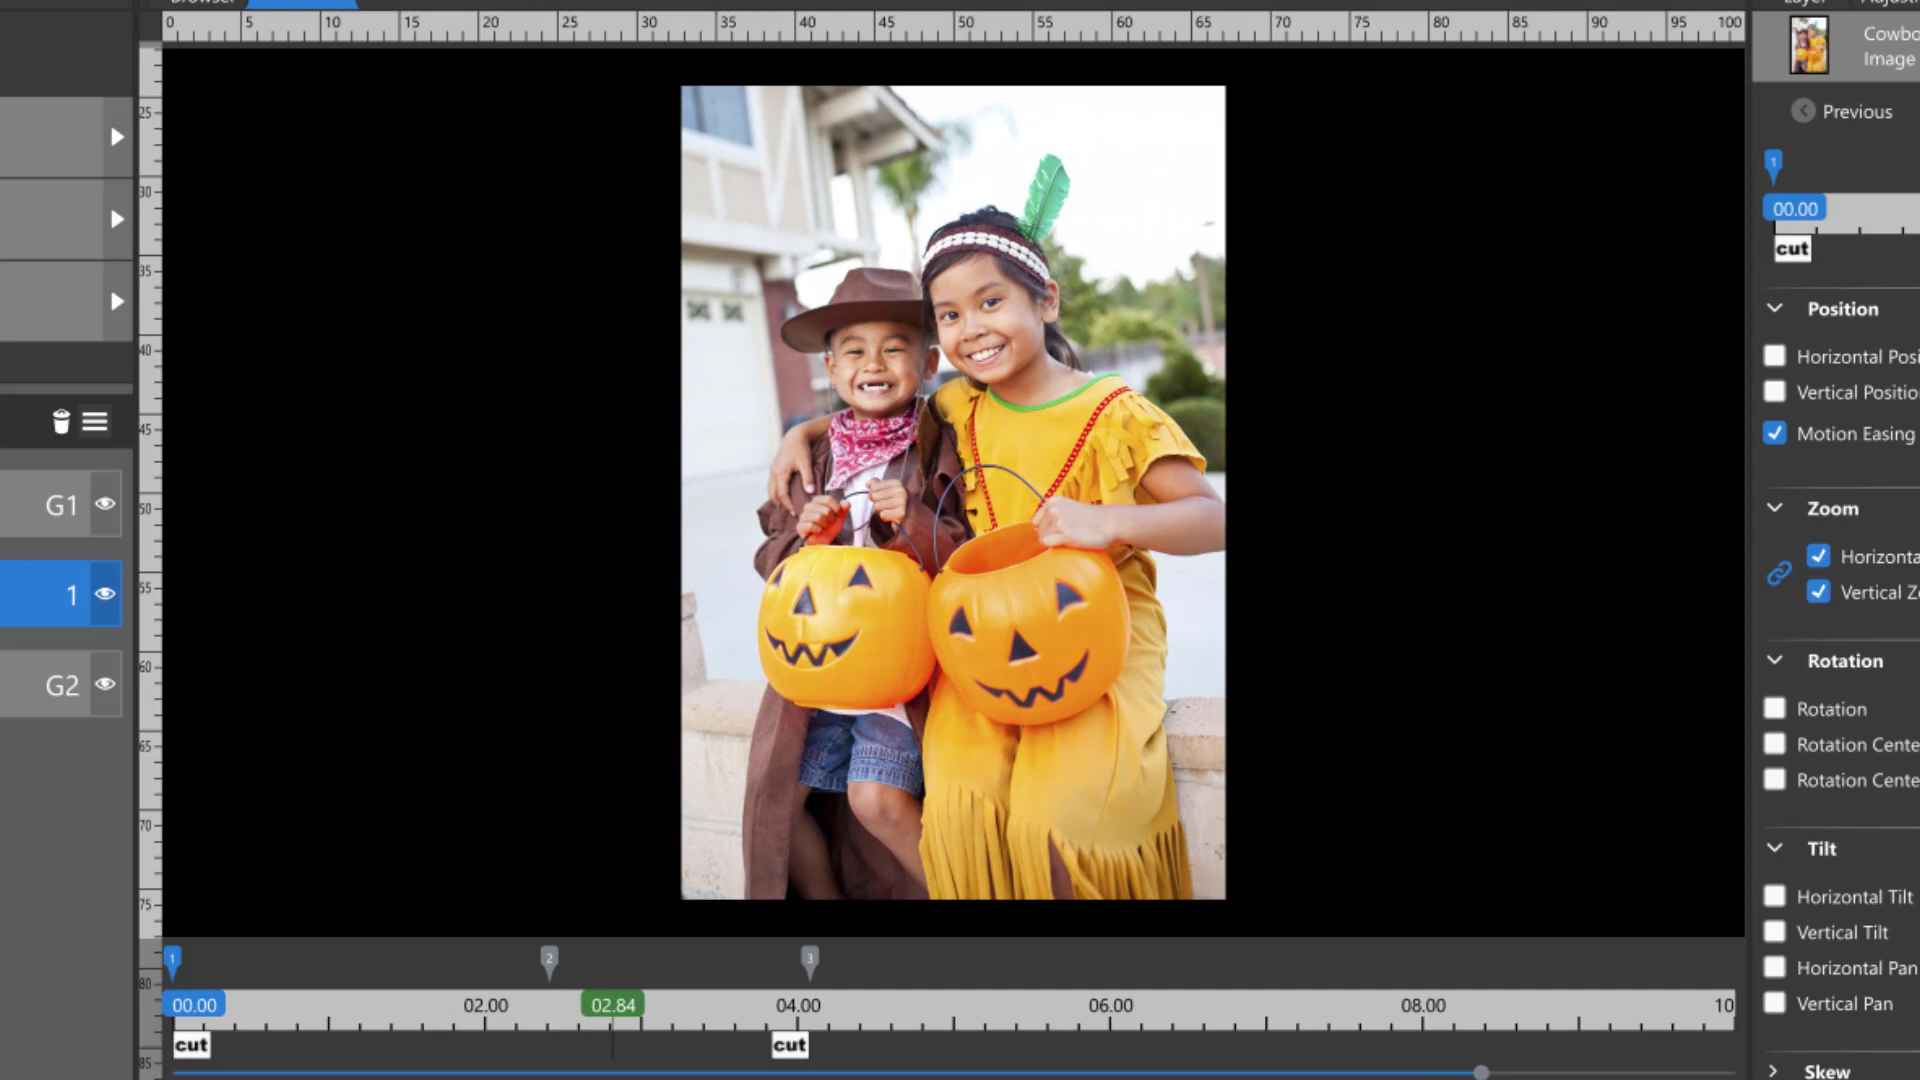 Browser
0 5 10 15 20 25 30 35 40 45 50 55 60 65 70 75 80 85 90 95 100
Layer
Cowbo
Image
Previous
1
00.00
cut
Position
Horizontal Posi
Vertical Positio
Motion Easing
Zoom
Horizonta
Vertical Zo
Rotation
Rotation
Rotation Cente
Rotation Cente
Tilt
Horizontal Tilt
Vertical Tilt
Horizontal Pan
Vertical Pan
Skew
25
30
35
40
45
50
55
60
65
70
75
80
85
G1
1
G2
1 2 3
00.00 02.00 02.84 04.00 06.00 08.00 10
cut cut